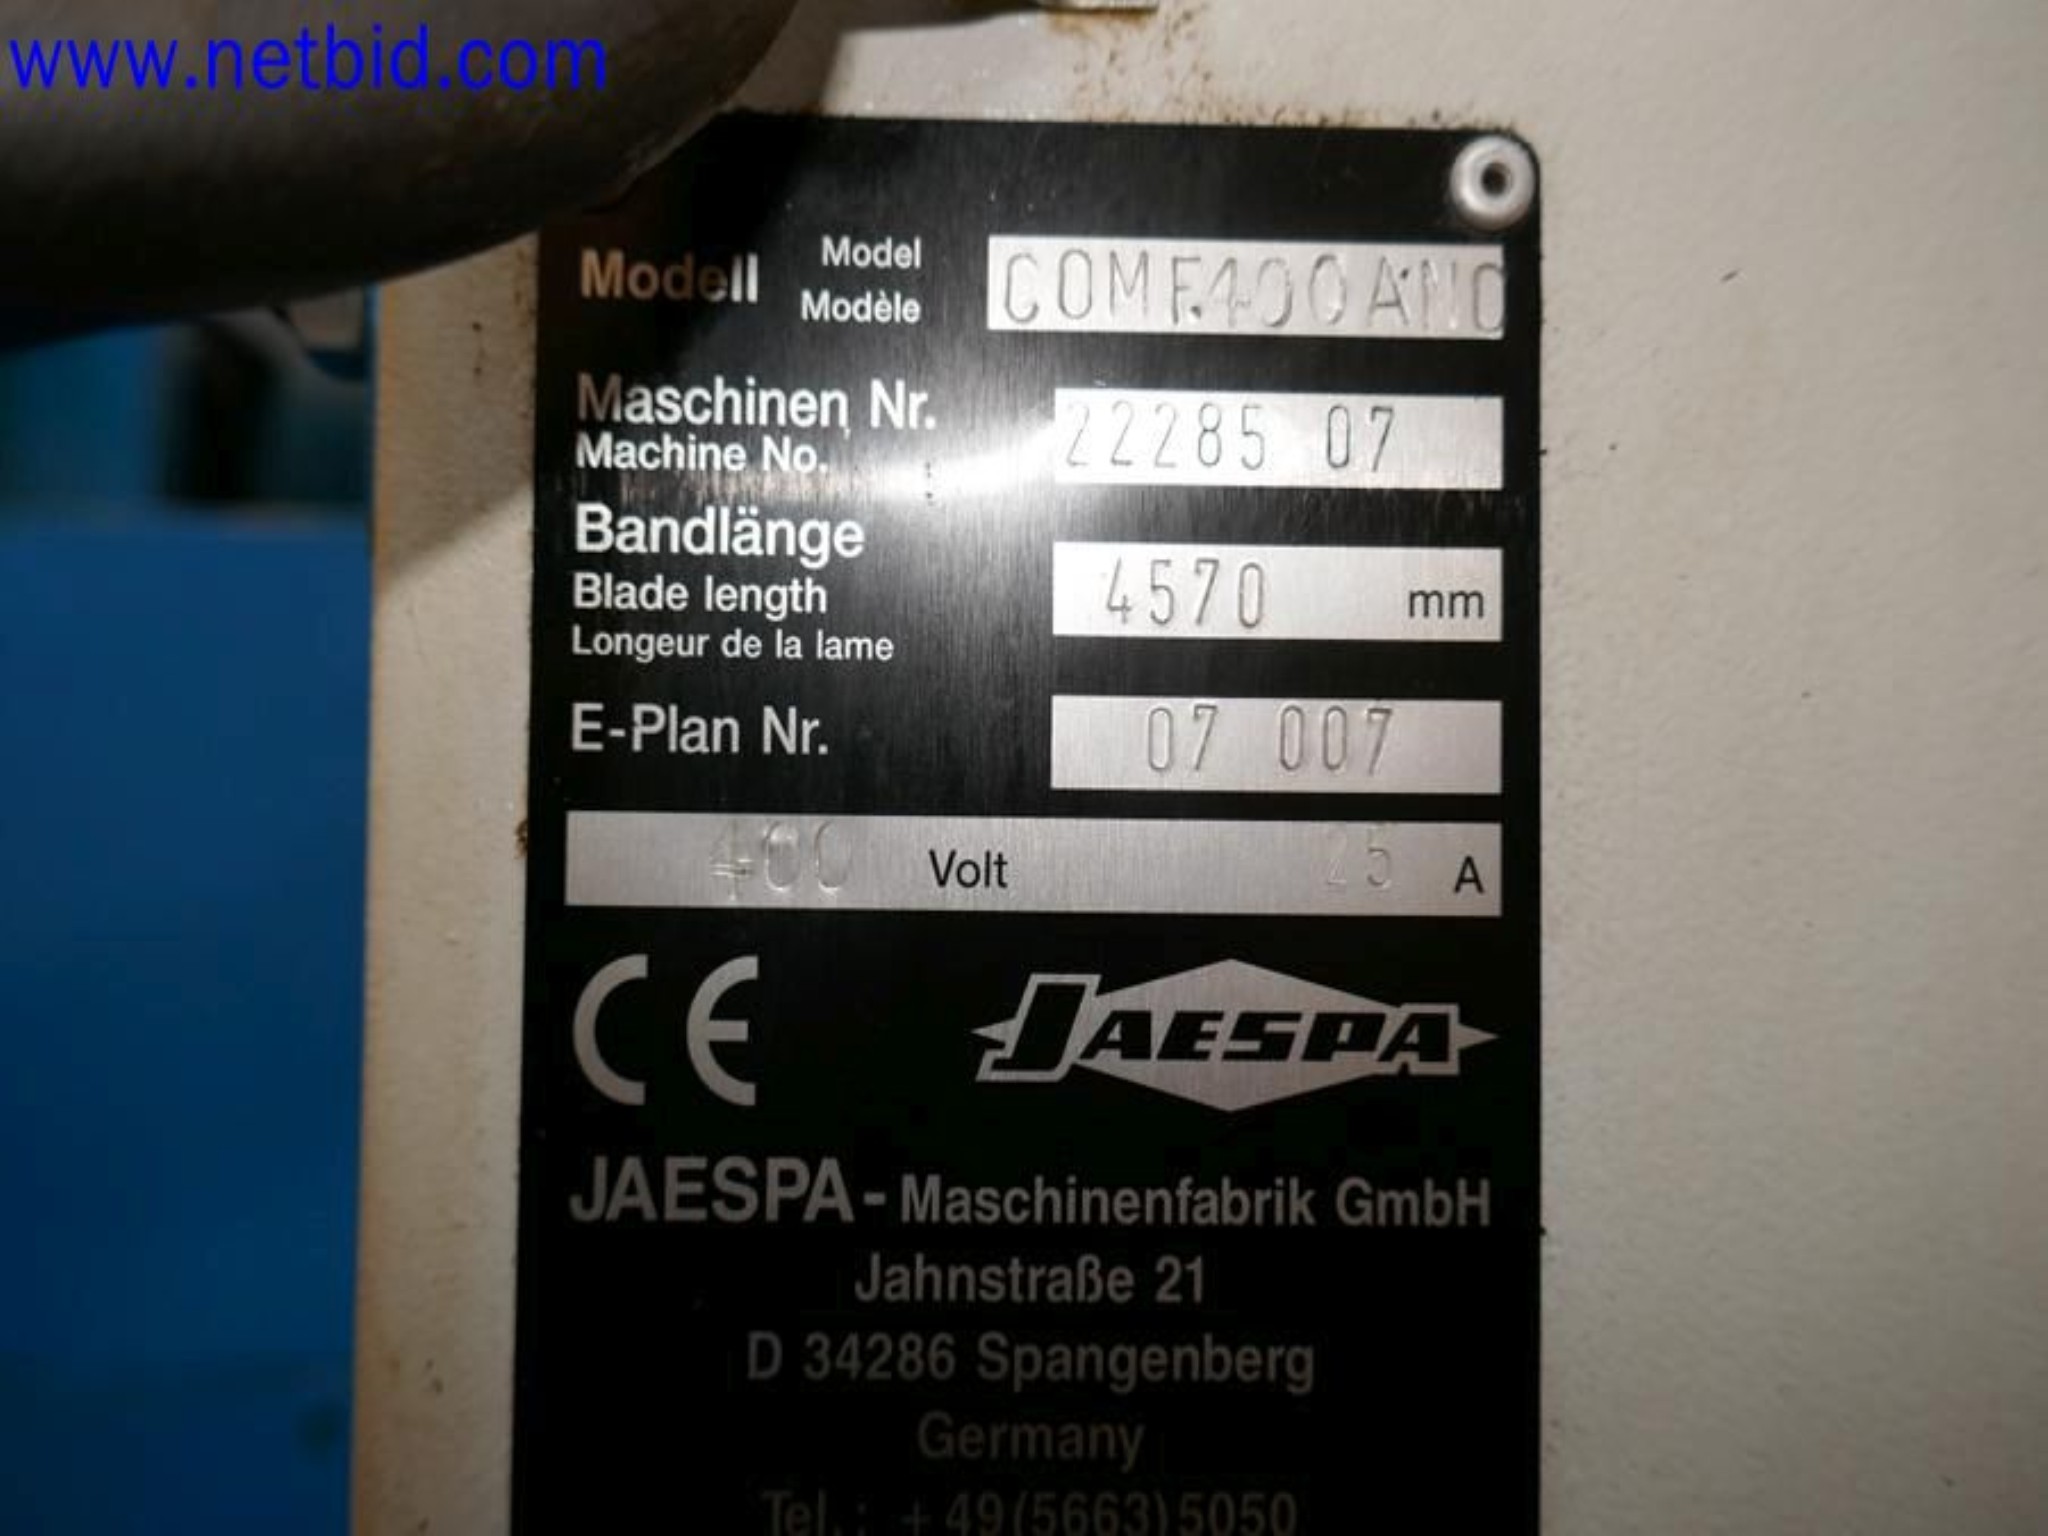 www.netbid.com
Modell Model Modèle COMF.400ANC
Maschinen Nr. 22285 07
Machine No.
Bandlänge
Blade length 4570 mm
Longeur de la lame
E-Plan Nr. 07 007
400 Volt 25 A
CE JAESPA
JAESPA-Maschinenfabrik GmbH
Jahnstraße 21
D 34286 Spangenberg
Germany
Tel.: +49(5663)5050